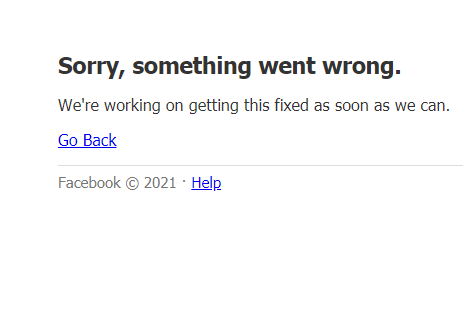 Sorry, something went wrong.
We're working on getting this fixed as soon as we can.
Go Back
Facebook © 2021 · Help